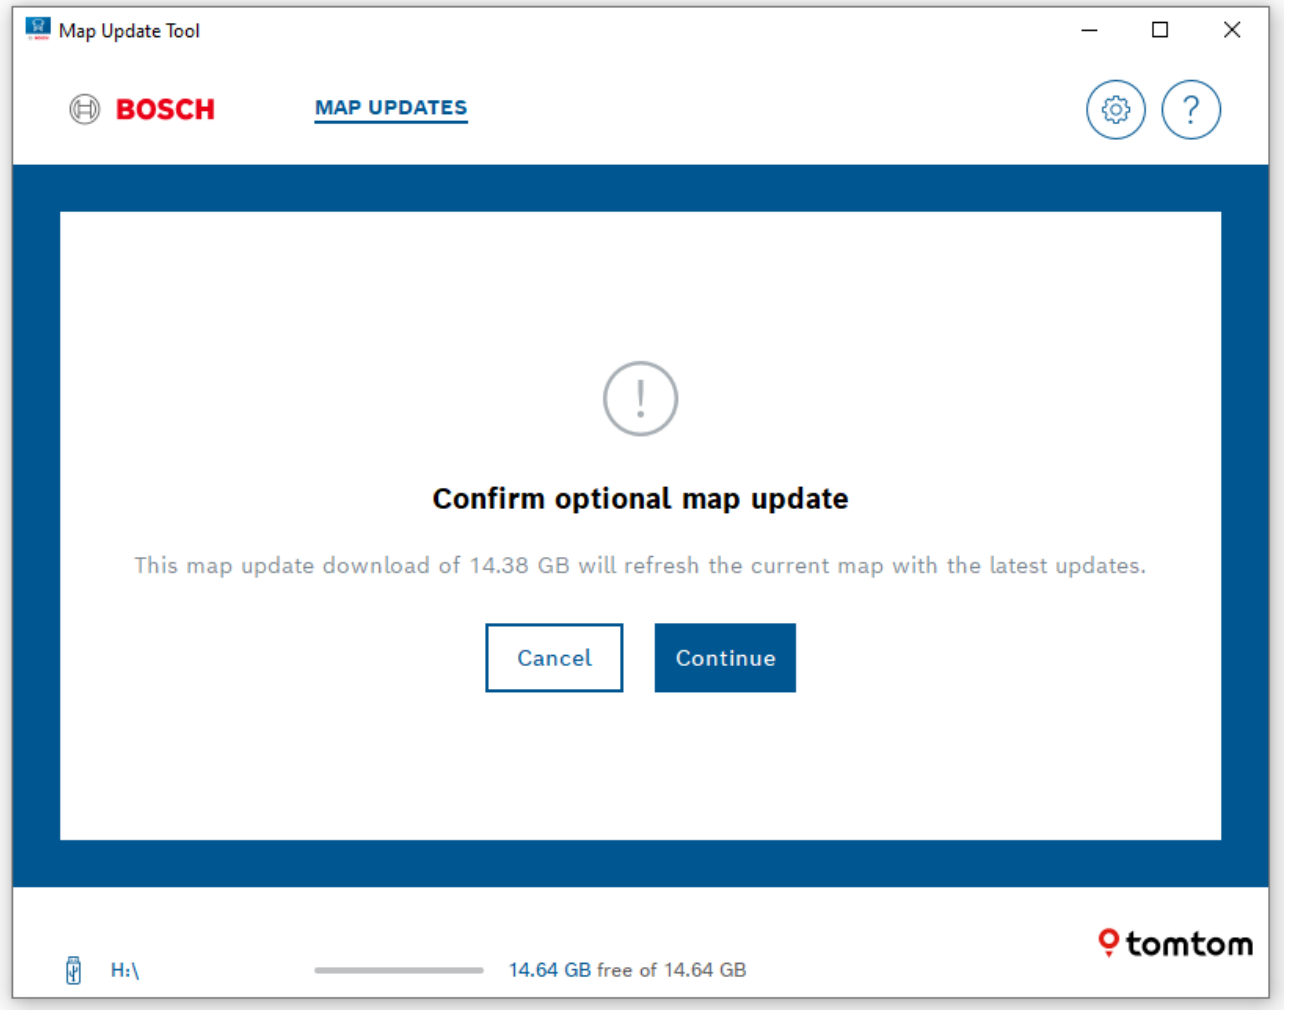 Map Update Tool
BOSCH
MAP UPDATES
?
!
Confirm optional map update
This map update download of 14.38 GB will refresh the current map with the latest updates.
Cancel
Continue
tomtom
H:\
14.64 GB free of 14.64 GB